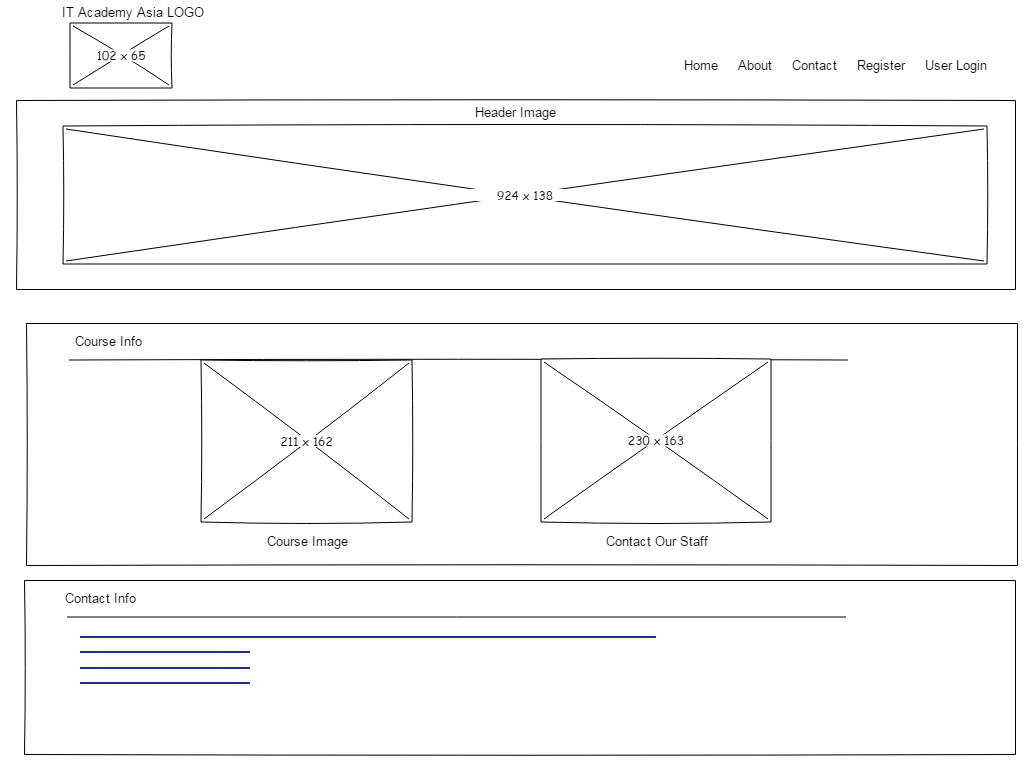 IT Academy Asia LOGO
102 x 65
Home About Contact Register User Login
Header Image
924 x 138
Course Info
211 x 162
230 x 163
Course Image
Contact Our Staff
Contact Info